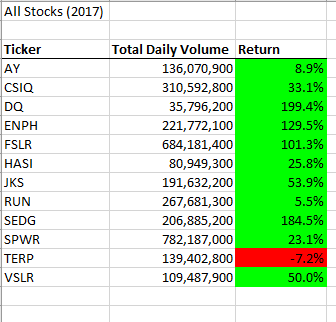 All Stocks (2017)
Ticker Total Daily Volume Return
AY 136,070,900 8.9%
CSIQ 310,592,800 33.1%
DQ 35,796,200 199.4%
ENPH 221,772,100 129.5%
FSLR 684,181,400 101.3%
HASI 80,949,300 25.8%
JKS 191,632,200 53.9%
RUN 267,681,300 5.5%
SEDG 206,885,200 184.5%
SPWR 782,187,000 23.1%
TERP 139,402,800 -7.2%
VSLR 109,487,900 50.0%